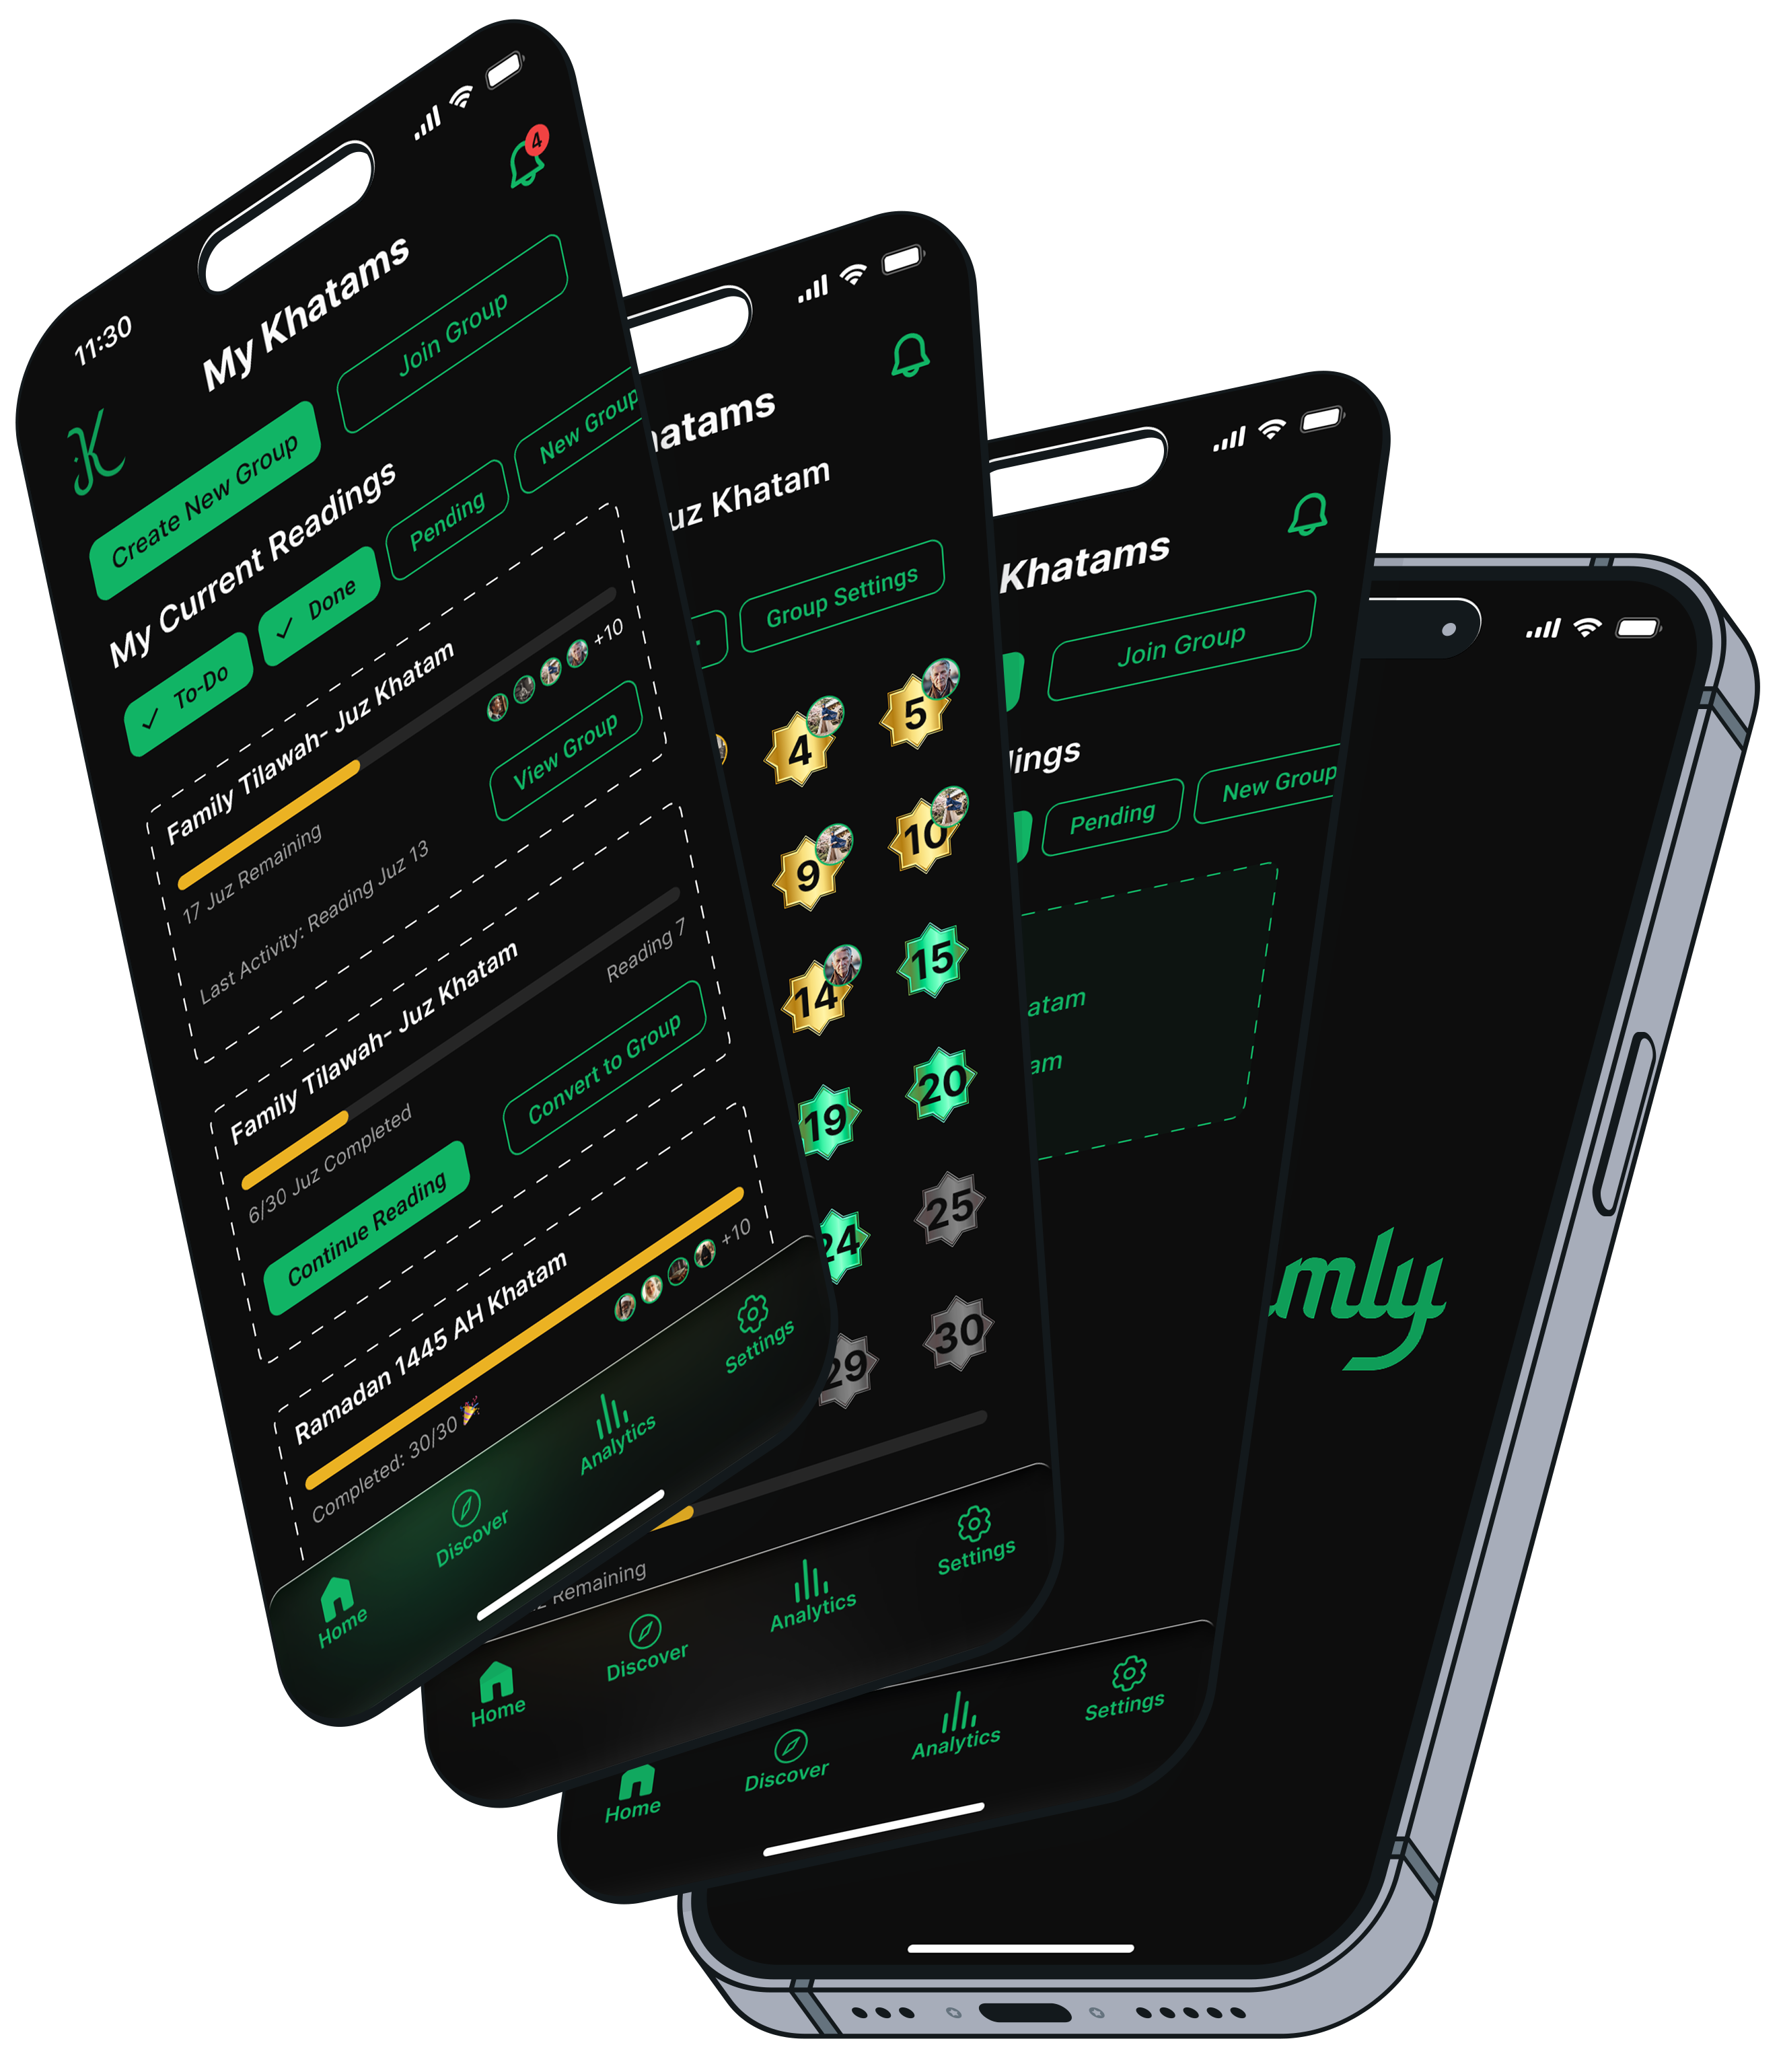 11:30
4
My Khatams
K
Create New Group
Join Group
My Current Readings
To-Do
Done
Pending
New Group
Family Tilawah- Juz Khatam
+10
17 Juz Remaining
Last Activity: Reading Juz 13
View Group
Family Tilawah- Juz Khatam
6/30 Juz Completed
Reading 7
Continue Reading
Convert to Group
Ramadan 1445 AH Khatam
+10
Completed: 30/30 🎉
Home
Discover
Analytics
Settings
hatams
uz Khatam
Group Settings
4
5
9
10
14
15
19
20
24
25
29
30
Remaining
Home
Discover
Analytics
Settings
Khatams
Join Group
dings
Pending
New Group
atam
am
Home
Discover
Analytics
Settings
mly